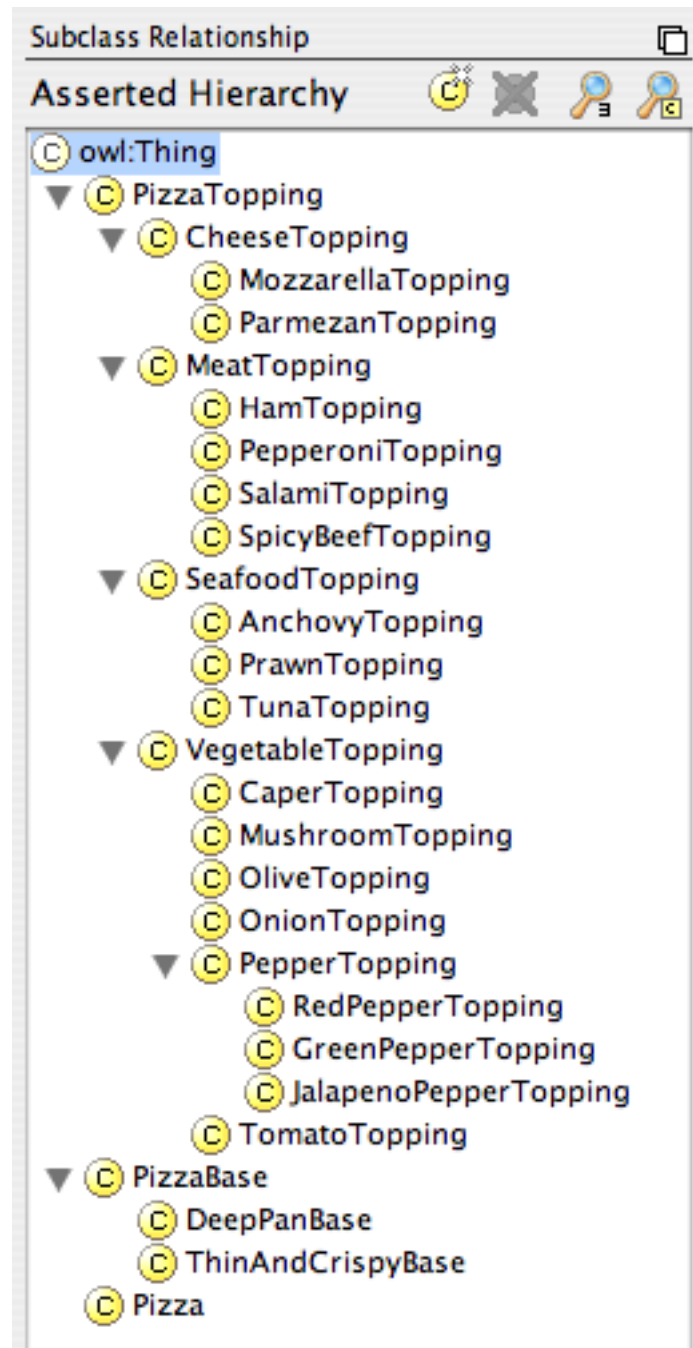 Subclass Relationship
Asserted Hierarchy C 3 C
C owl:Thing
C PizzaTopping
C CheeseTopping
C MozzarellaTopping
C ParmezanTopping
C MeatTopping
C HamTopping
C PepperoniTopping
C SalamiTopping
C SpicyBeefTopping
C SeafoodTopping
C AnchovyTopping
C PrawnTopping
C TunaTopping
C VegetableTopping
C CaperTopping
C MushroomTopping
C OliveTopping
C OnionTopping
C PepperTopping
C RedPepperTopping
C GreenPepperTopping
C JalapenoPepperTopping
C TomatoTopping
C PizzaBase
C DeepPanBase
C ThinAndCrispyBase
C Pizza